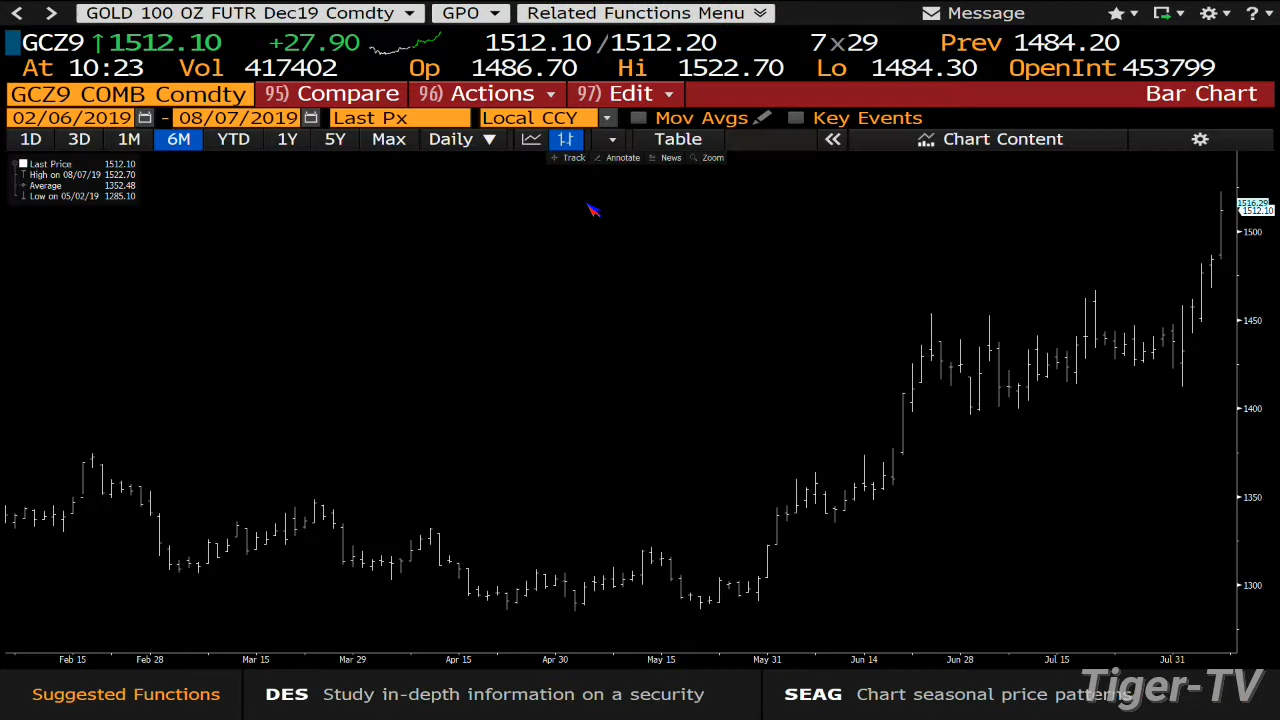 GOLD 100 OZ FUTR Dec19 Comdty GPO Related Functions Menu Message ?
GCZ9 ↑1512.10 +27.90 1512.10/1512.20 7x29 Prev 1484.20
At 10:23 Vol 417402 Op 1486.70 Hi 1522.70 Lo 1484.30 OpenInt 453799
GCZ9 COMB Comdty 95) Compare 96) Actions 97) Edit Bar Chart
02/06/2019 - 08/07/2019 Last Px Local CCY Mov Avgs Key Events
1D 3D 1M 6M YTD 1Y 5Y Max Daily Table Chart Content
Track Annotate News Zoom
Last Price 1512.10
High on 08/07/19 1522.70
Average 1352.48
Low on 05/02/19 1285.10
1516.29
1512.10
1500
1450
1400
1350
1300
Feb 15 Feb 28 Mar 15 Mar 29 Apr 15 Apr 30 May 15 May 31 Jun 14 Jun 28 Jul 15 Jul 31
Suggested Functions DES Study in-depth information on a security SEAG Chart seasonal price patterns
Tiger-TV